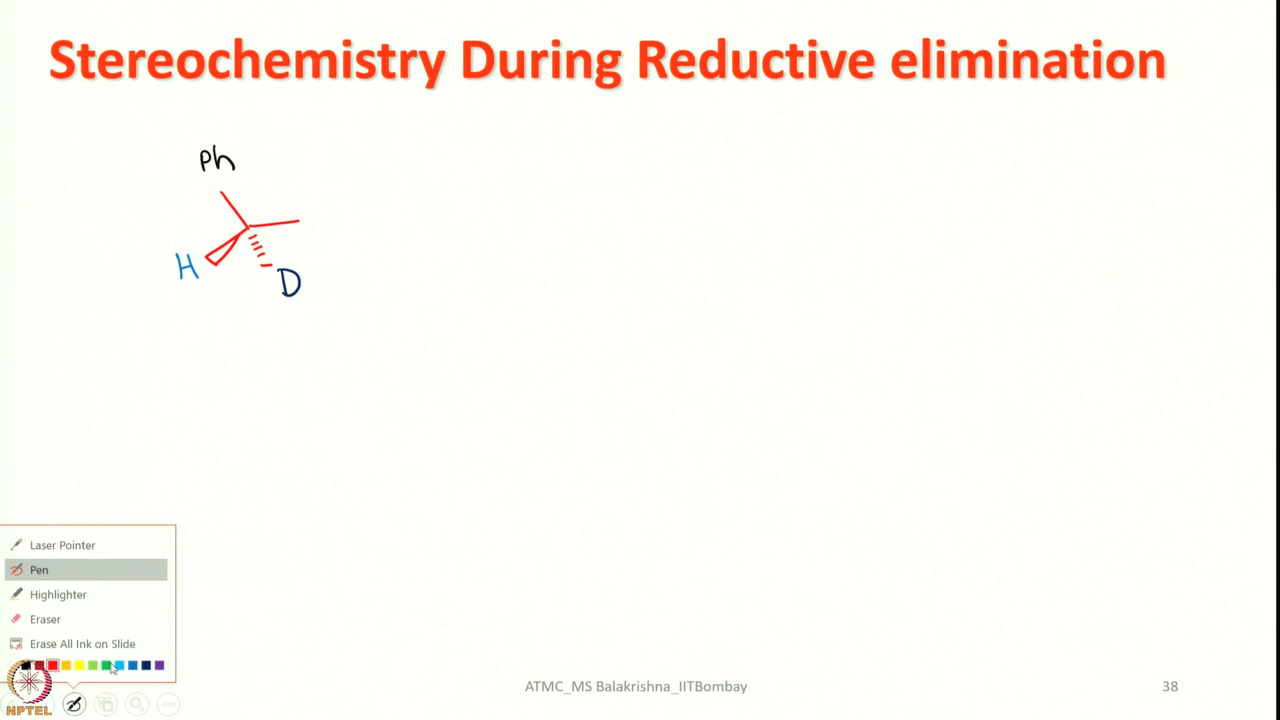 Stereochemistry During Reductive elimination
Ph
H
D
Laser Pointer
Pen
Highlighter
Eraser
Erase All Ink on Slide
NPTEL
ATMC_MS Balakrishna_IITBombay
38